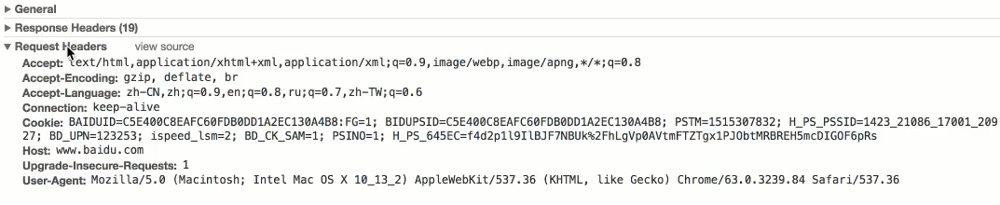 General
Response Headers (19)
Request Headers view source
Accept: text/html,application/xhtml+xml,application/xml;q=0.9,image/webp,image/apng,*/*;q=0.8
Accept-Encoding: gzip, deflate, br
Accept-Language: zh-CN,zh;q=0.9,en;q=0.8,ru;q=0.7,zh-TW;q=0.6
Connection: keep-alive
Cookie: BAIDUID=C5E400C8EAFC60FDB0DD1A2EC130A4B8:FG=1; BIDUPSID=C5E400C8EAFC60FDB0DD1A2EC130A4B8; PSTM=1515307832; H_PS_PSSID=1423_21086_17001_209
27; BD_UPN=123253; ispeed_lsm=2; BD_CK_SAM=1; PSINO=1; H_PS_645EC=f4d2p1l9IlBJF7NBUk%2FhLgVp0AVtmFTZTgx1PJObtMRBREH5mcDIGOF6pRs
Host: www.baidu.com
Upgrade-Insecure-Requests: 1
User-Agent: Mozilla/5.0 (Macintosh; Intel Mac OS X 10_13_2) AppleWebKit/537.36 (KHTML, like Gecko) Chrome/63.0.3239.84 Safari/537.36